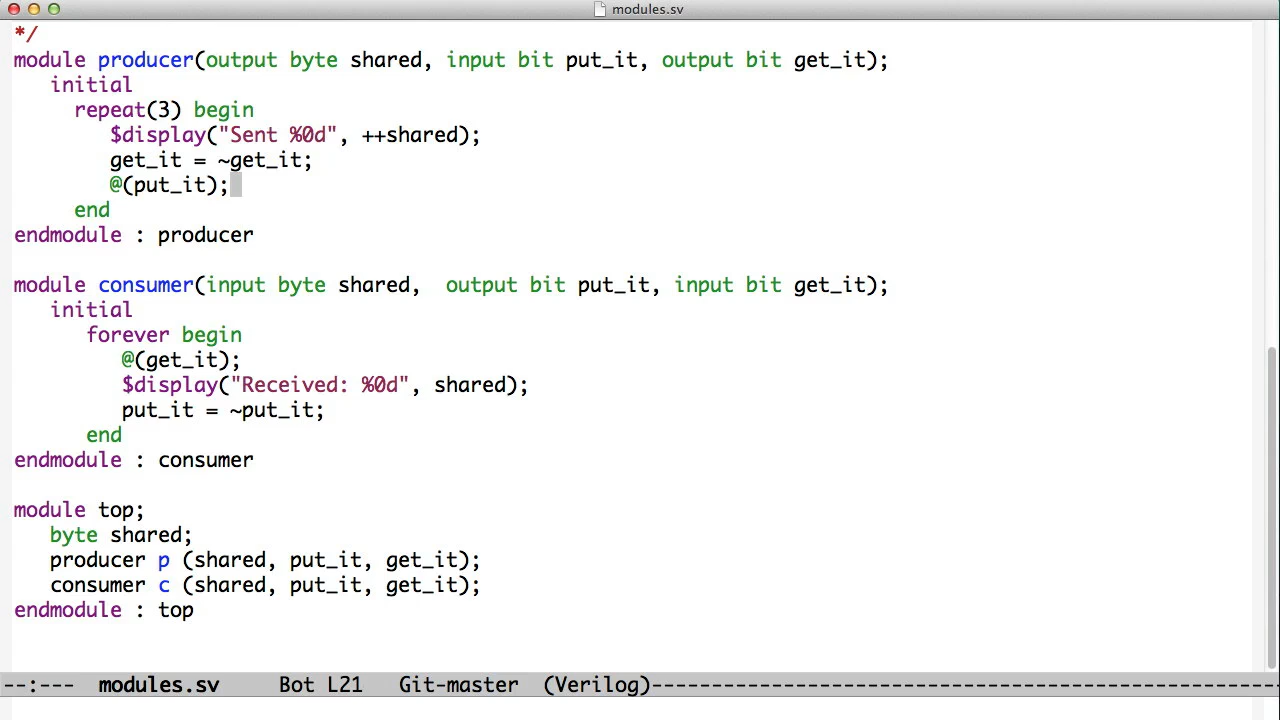 modules.sv
*/
module producer(output byte shared, input bit put_it, output bit get_it);
   initial
     repeat(3) begin
        $display("Sent %0d", ++shared);
        get_it = ~get_it;
        @(put_it);
     end
endmodule : producer

module consumer(input byte shared,  output bit put_it, input bit get_it);
   initial
      forever begin
         @(get_it);
         $display("Received: %0d", shared);
         put_it = ~put_it;
      end
endmodule : consumer

module top;
   byte shared;
   producer p (shared, put_it, get_it);
   consumer c (shared, put_it, get_it);
endmodule : top
--:---  modules.sv     Bot L21   Git-master  (Verilog)----------------------------------------------------